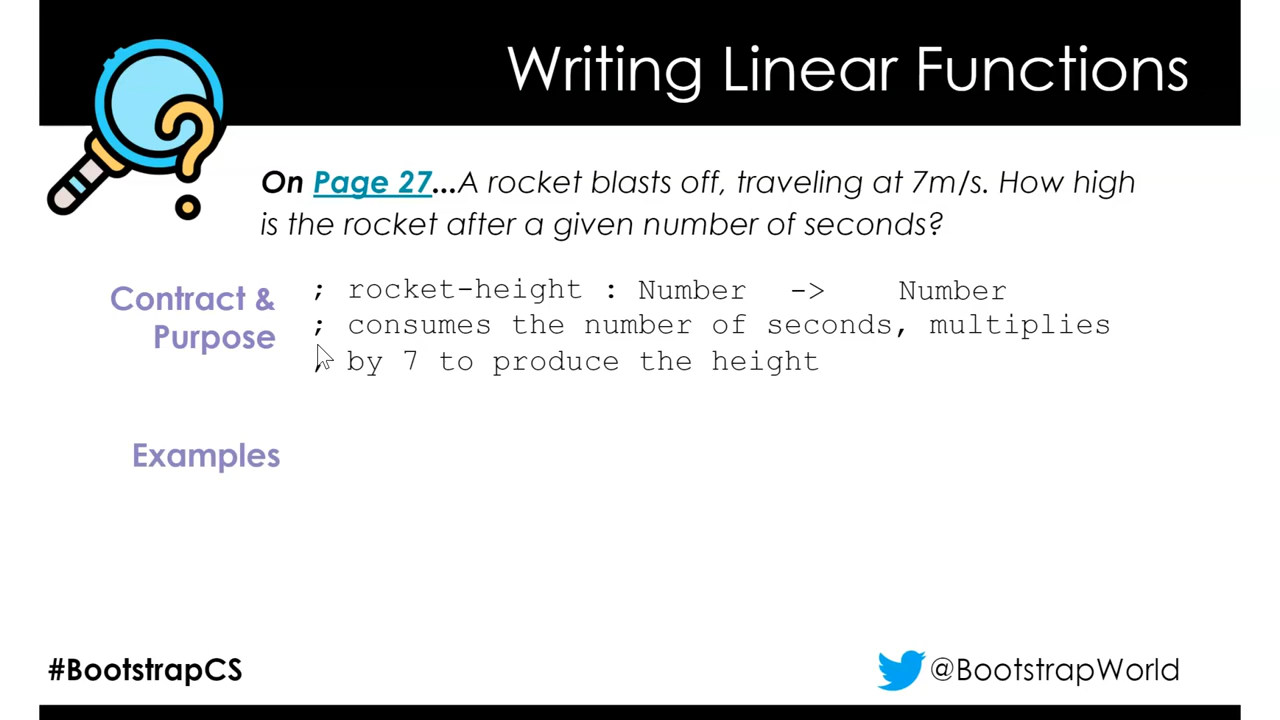 Writing Linear Functions
On Page 27...A rocket blasts off, traveling at 7m/s. How high
is the rocket after a given number of seconds?
Contract &
Purpose
; rocket-height : Number -> Number
; consumes the number of seconds, multiplies
; by 7 to produce the height
Examples
#BootstrapCS
@BootstrapWorld